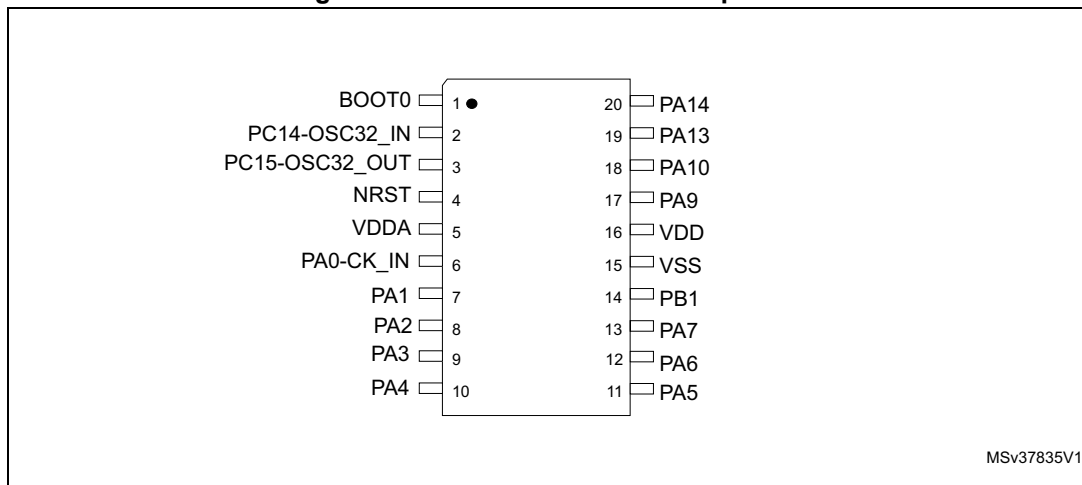 BOOT0 1 20 PA14
PC14-OSC32_IN 2 19 PA13
PC15-OSC32_OUT 3 18 PA10
NRST 4 17 PA9
VDDA 5 16 VDD
PA0-CK_IN 6 15 VSS
PA1 7 14 PB1
PA2 8 13 PA7
PA3 9 12 PA6
PA4 10 11 PA5
MSv37835V1